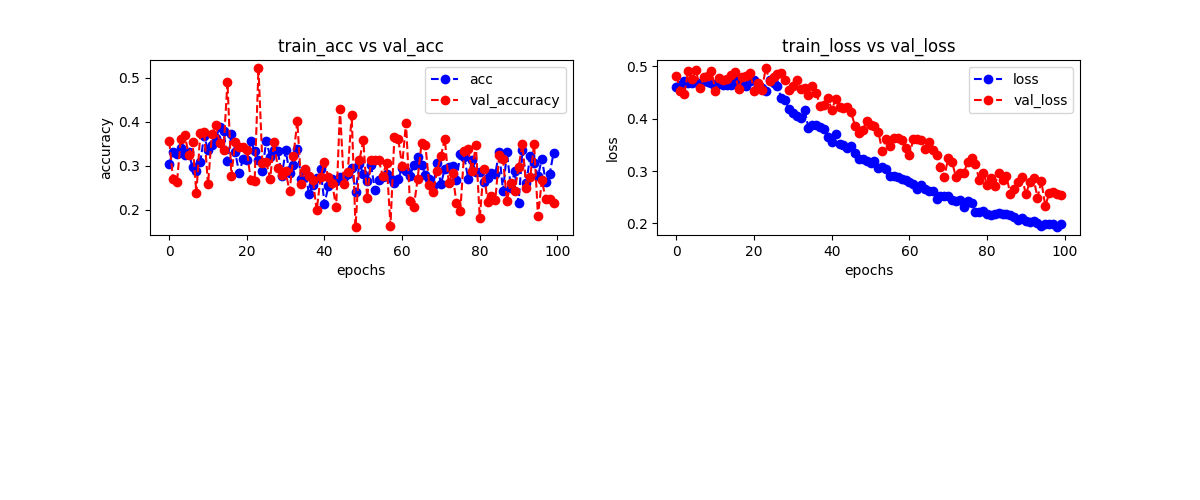 train_acc vs val_acc
accuracy
0.5
0.4
0.3
0.2
acc
val_accuracy
0 20 40 60 80 100
epochs
train_loss vs val_loss
loss
0.5
0.4
0.3
0.2
loss
val_loss
0 20 40 60 80 100
epochs